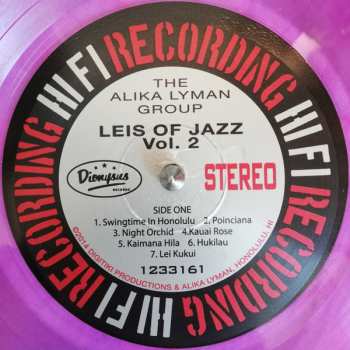 HI FI RECORDING HI FI RECORDING HI FI RECORDING
THE
ALIKA LYMAN
GROUP
LEIS OF JAZZ
Vol. 2
Dionysus
RECORDS
STEREO
SIDE ONE
1. Swingtime In Honolulu 2. Poinciana
3. Night Orchid 4.Kauai Rose
5. Kaimana Hila 6. Hukilau
7. Lei Kukui
1233161
©2014 DIGITIKI PRODUCTIONS & ALIKA LYMAN, HONOLULU, HI